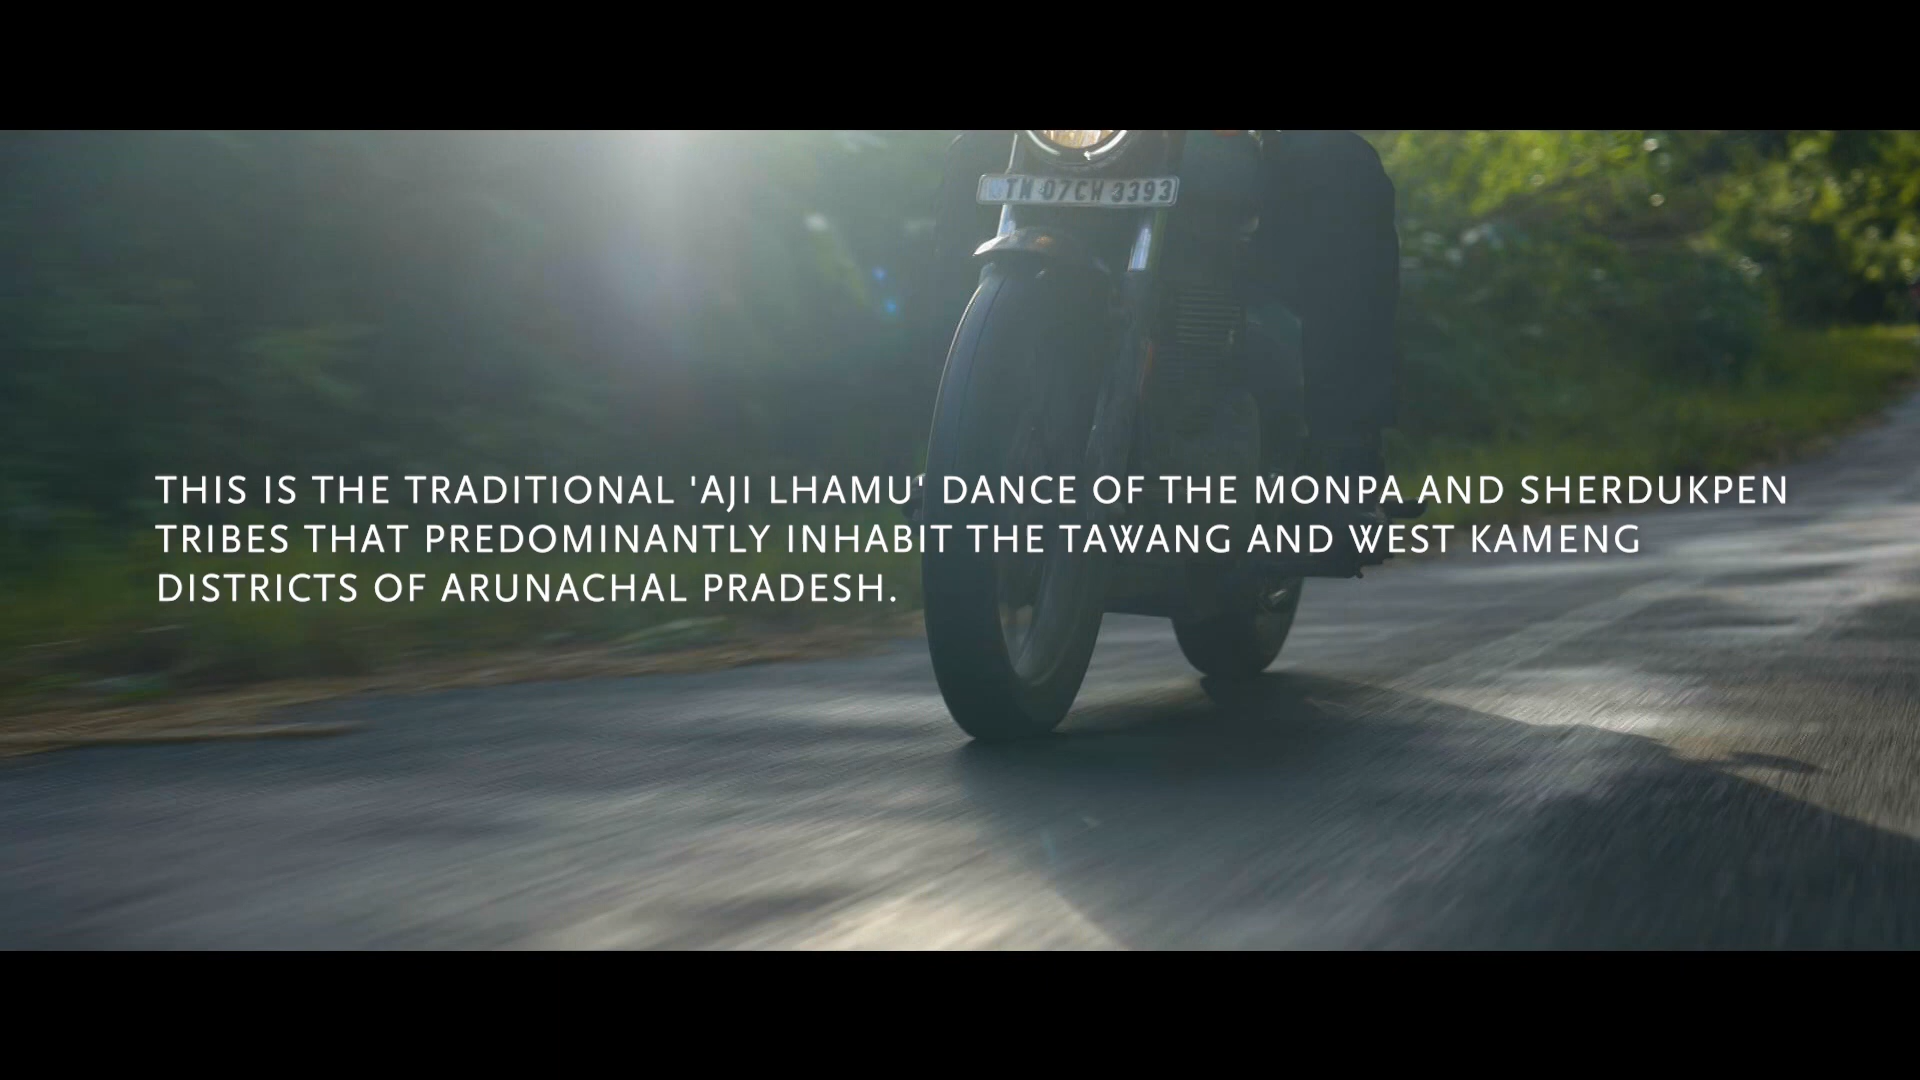 TN 07CW 3393
THIS IS THE TRADITIONAL 'AJI LHAMU' DANCE OF THE MONPA AND SHERDUKPEN
TRIBES THAT PREDOMINANTLY INHABIT THE TAWANG AND WEST KAMENG
DISTRICTS OF ARUNACHAL PRADESH.